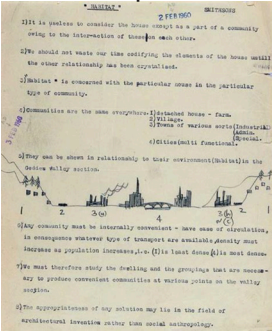 " HABITAT "
SMITHSONS
2 FEB 1960
1)It is useless to consider the house except as a part of a community
owing to the inter-action of these on each other.
2)We should not waste our time codifying the elements of the house untill
the other relationship has been crystalised.
3)Habitat " is concerned with the particular house in the particular
type of community.
4)Communities are the same everywhere.
1)detached house - farm.
2)Village.
3)Towns of various sorts(Industrial
(Admin.
(Special.
4)Cities(multi functional.
)They can be shown in relationship to their environment(Habitat)in the
Geddes valley section.
1
2
3(a)
4
3(b)
or(c)
2
1
)Any community must be internally convenient - have ease of circulation,
in consequence whatever type of transport are available,density must
increase as population increases,i.e.(1)is least dense(4)is most dense.
)We must therefore study the dwelling and the groupings that are neces-
ary to produce convenient communities at various points on the valley
section.
)The appropriateness of any solution may lie in the field of
architectural invention rather than social anthropology.